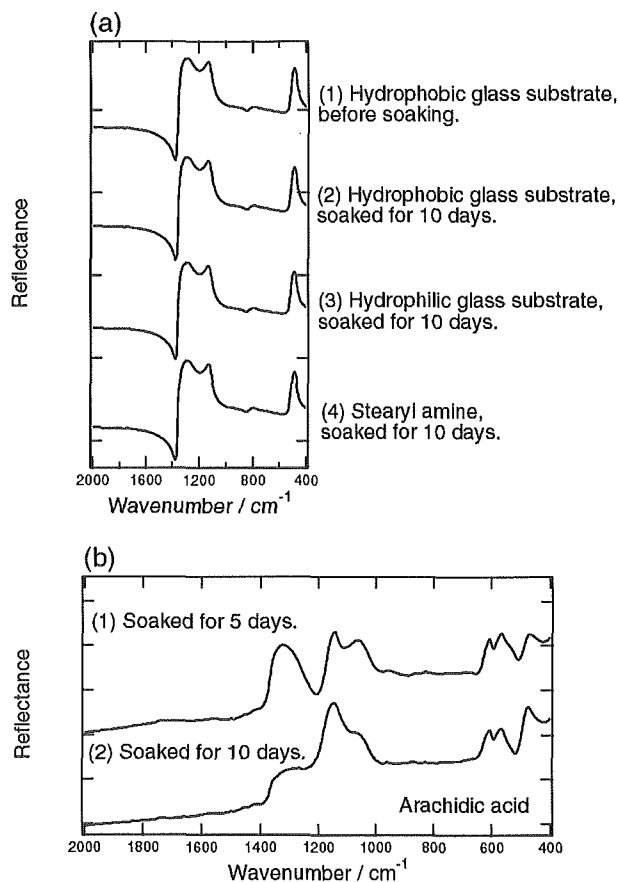 (a)
(1) Hydrophobic glass substrate,
before soaking.
(2) Hydrophobic glass substrate,
soaked for 10 days.
(3) Hydrophilic glass substrate,
soaked for 10 days.
(4) Stearyl amine,
soaked for 10 days.
Reflectance
2000 1600 1200 800 400
Wavenumber / cm⁻¹
(b)
(1) Soaked for 5 days.
(2) Soaked for 10 days.
Arachidic acid
Reflectance
2000 1800 1600 1400 1200 1000 800 600 400
Wavenumber / cm⁻¹